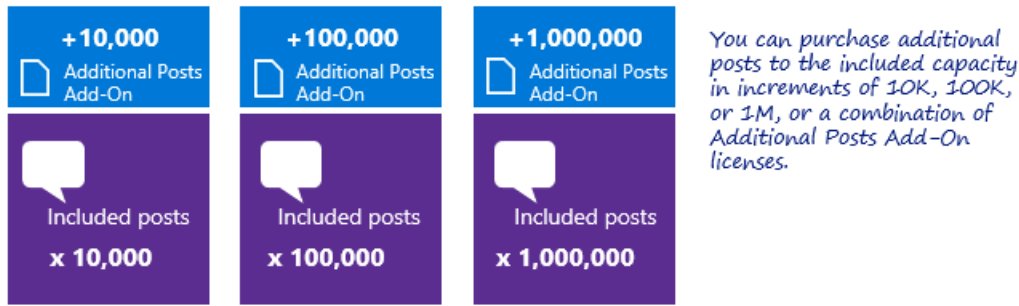 +10,000
Additional Posts
Add-On
Included posts
x 10,000
+100,000
Additional Posts
Add-On
Included posts
x 100,000
+1,000,000
Additional Posts
Add-On
Included posts
x 1,000,000
You can purchase additional
posts to the included capacity
in increments of 10K, 100K,
or 1M, or a combination of
Additional Posts Add-On
licenses.